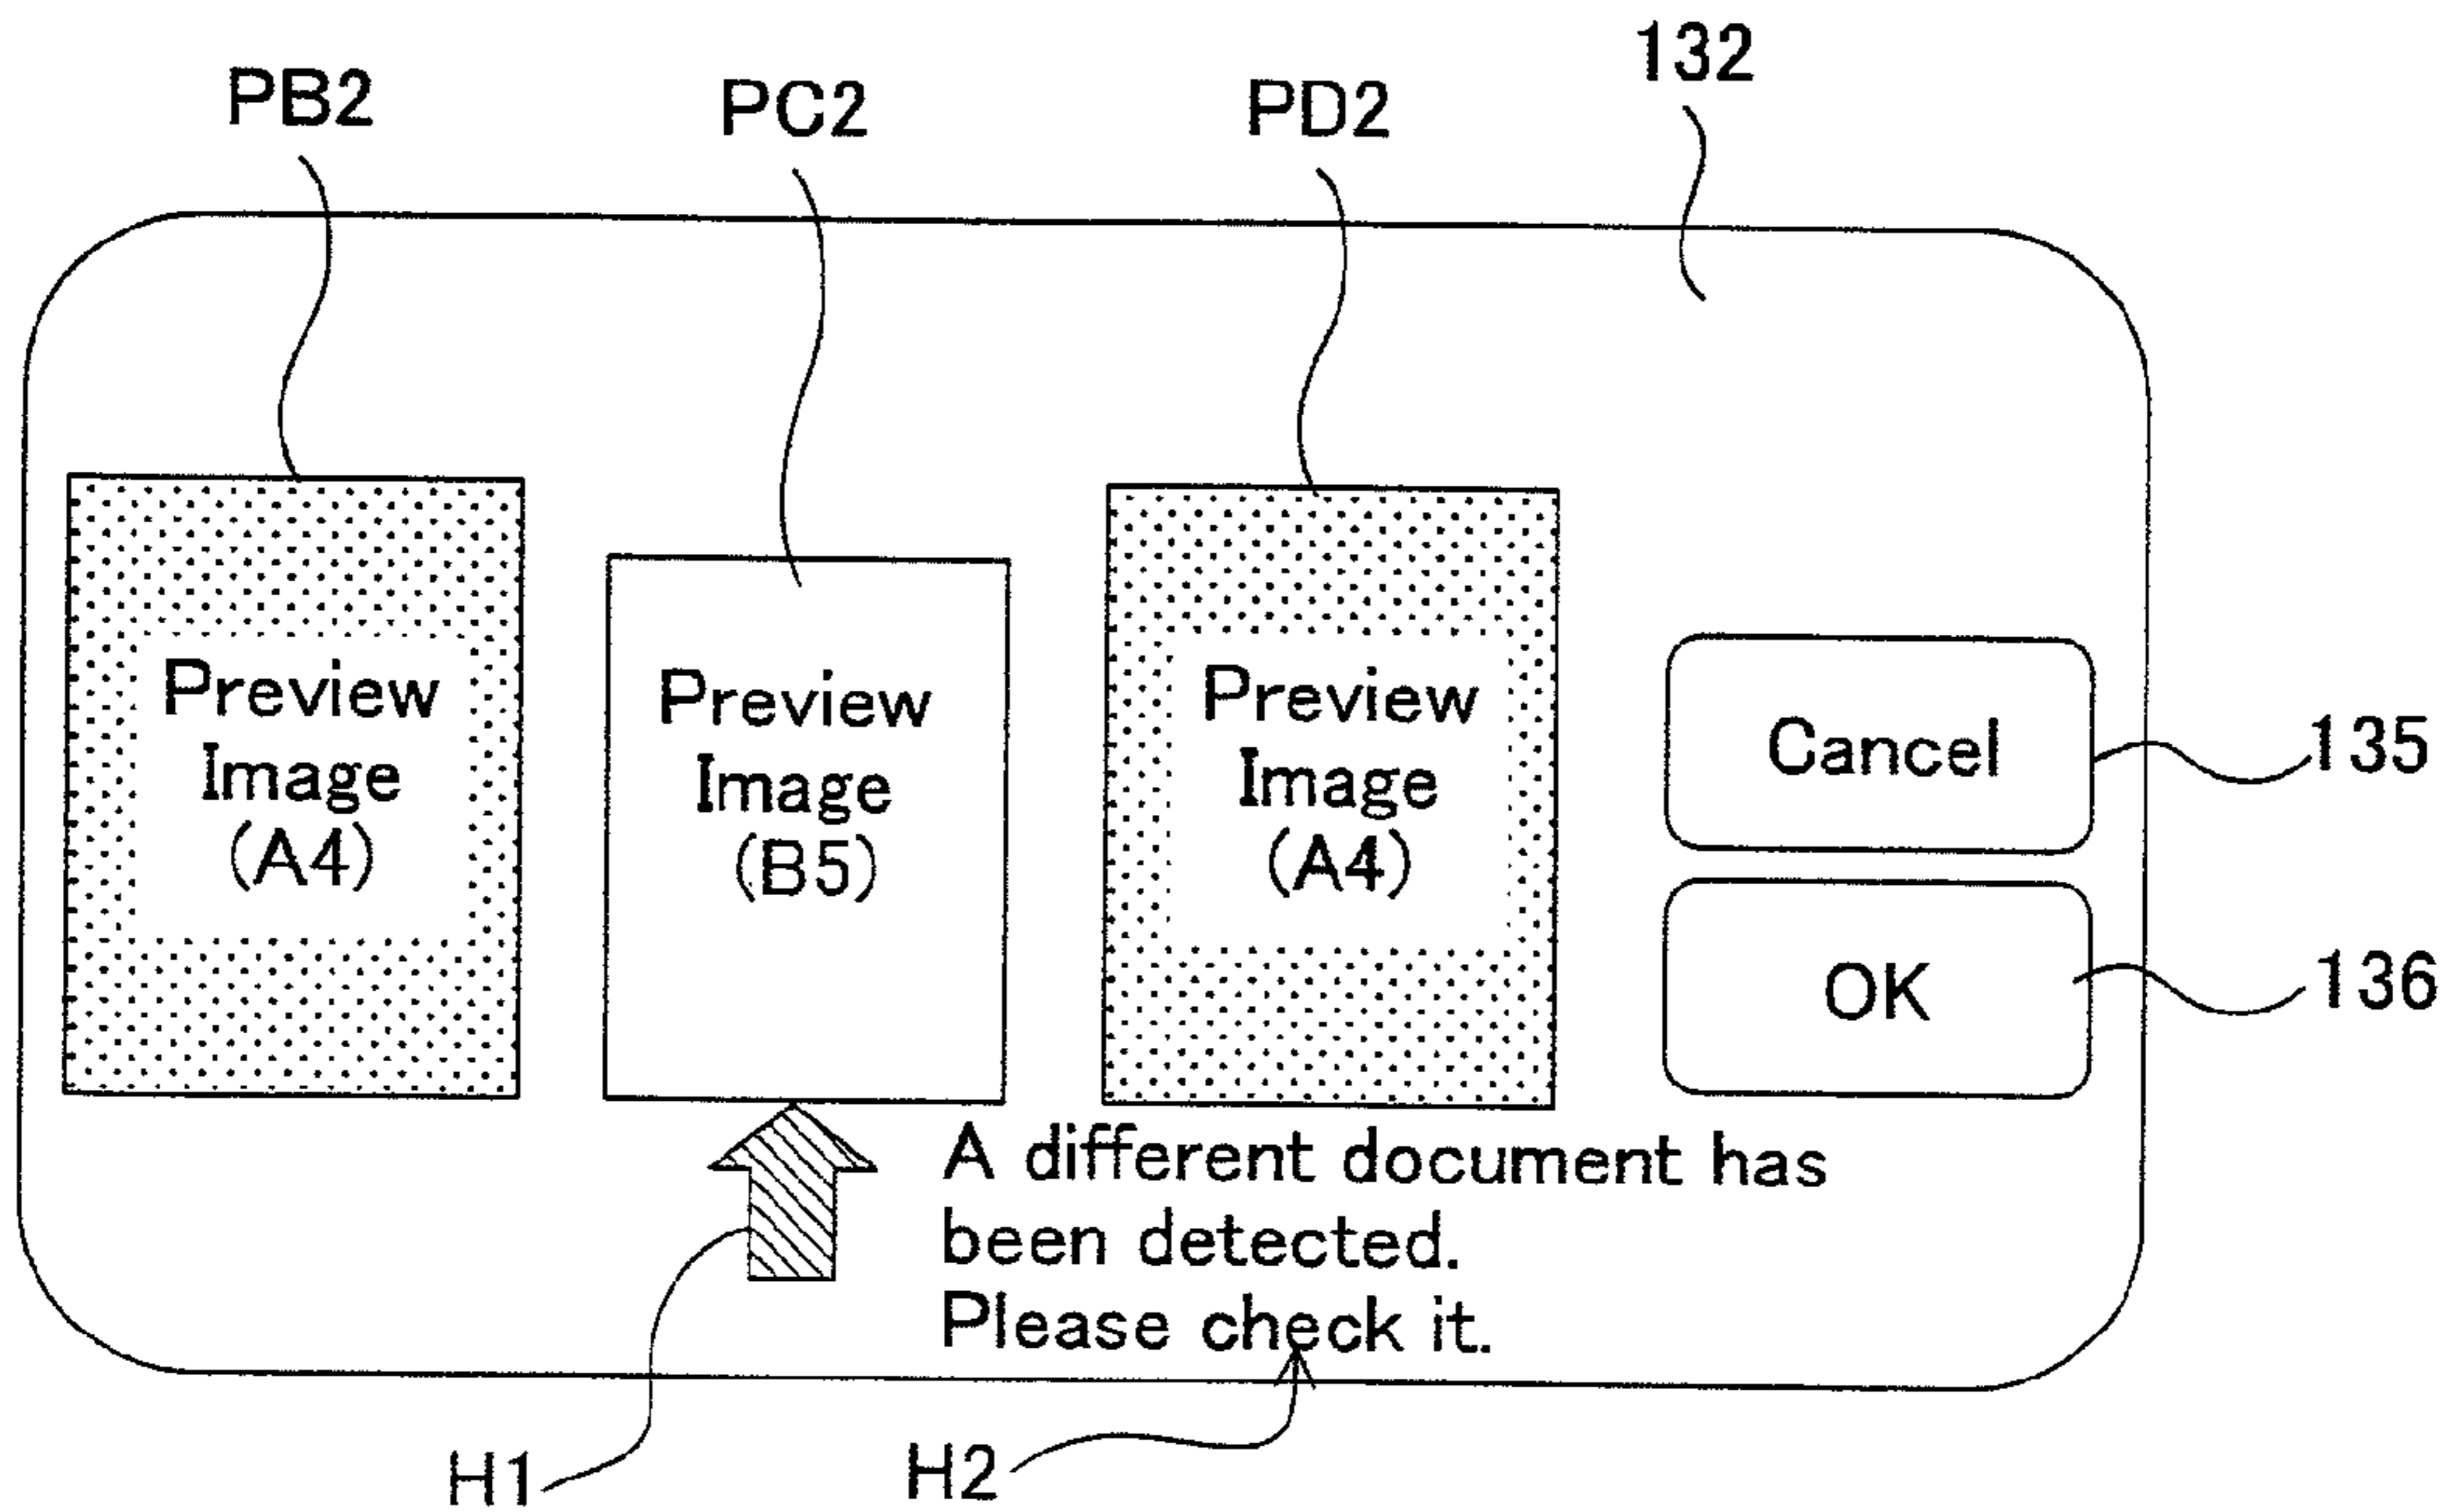 132
PB2
PC2
PD2
Preview
Image
(A4)
Preview
Image
(B5)
Preview
Image
(A4)
Cancel
135
OK
136
A different document has
been detected.
Please check it.
H1
H2